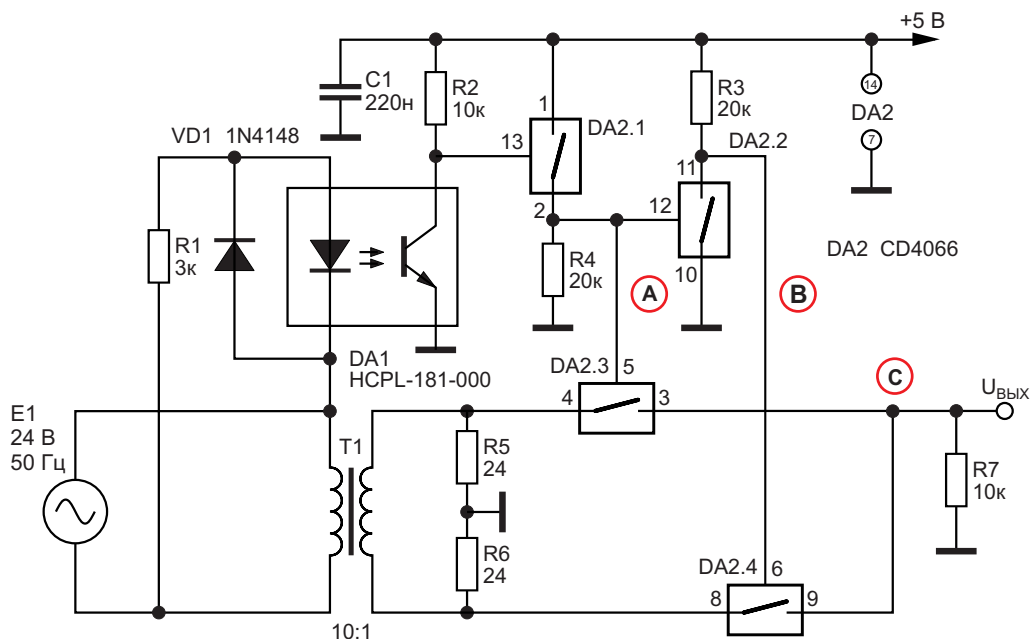 +5 В
C1
220н
R2
10к
R3
20к
14
DA2
7
VD1 1N4148
13
1
DA2.1
2
DA2.2
11
12
10
R1
3к
R4
20к
A
B
DA2 CD4066
DA1
HCPL-181-000
DA2.3
5
4
3
C
UВЫХ
E1
24 В
50 Гц
T1
R5
24
R7
10к
R6
24
DA2.4
6
8
9
10:1